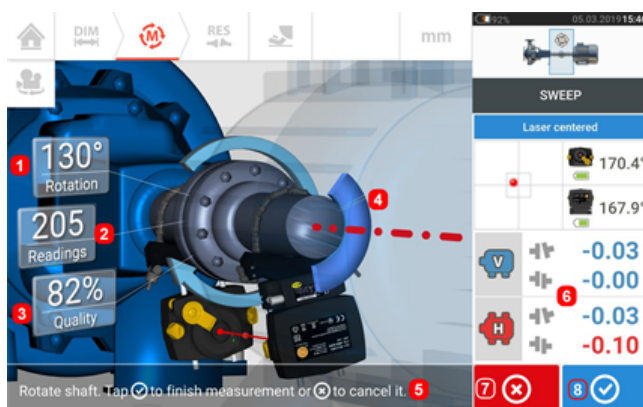 DIM
M
RES
mm
92%
05.03.2019 15:46
SWEEP
Laser centered
170.4°
167.9°
1
130°
Rotation
2
205
Readings
3
82%
Quality
4
V
-0.03
-0.00
6
H
-0.03
-0.10
Rotate shaft. Tap to finish measurement or to cancel it.
5
7
8